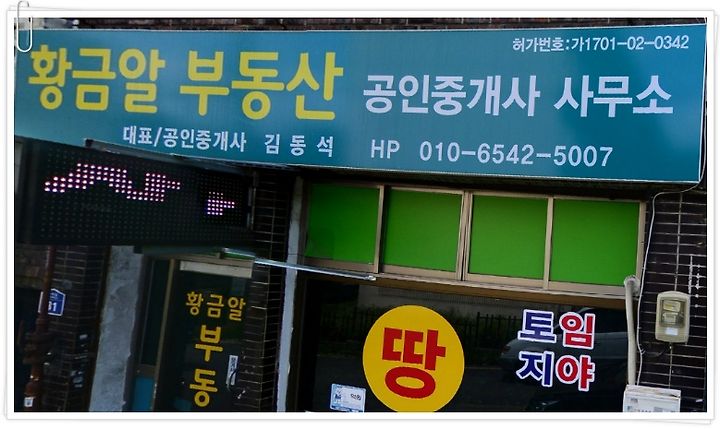 허가번호:가1701-02-0342
황금알 부동산 공인중개사 사무소
대표/공인중개사 김동석 HP 010-6542-5007
황금알
부동
땅
토임
지야